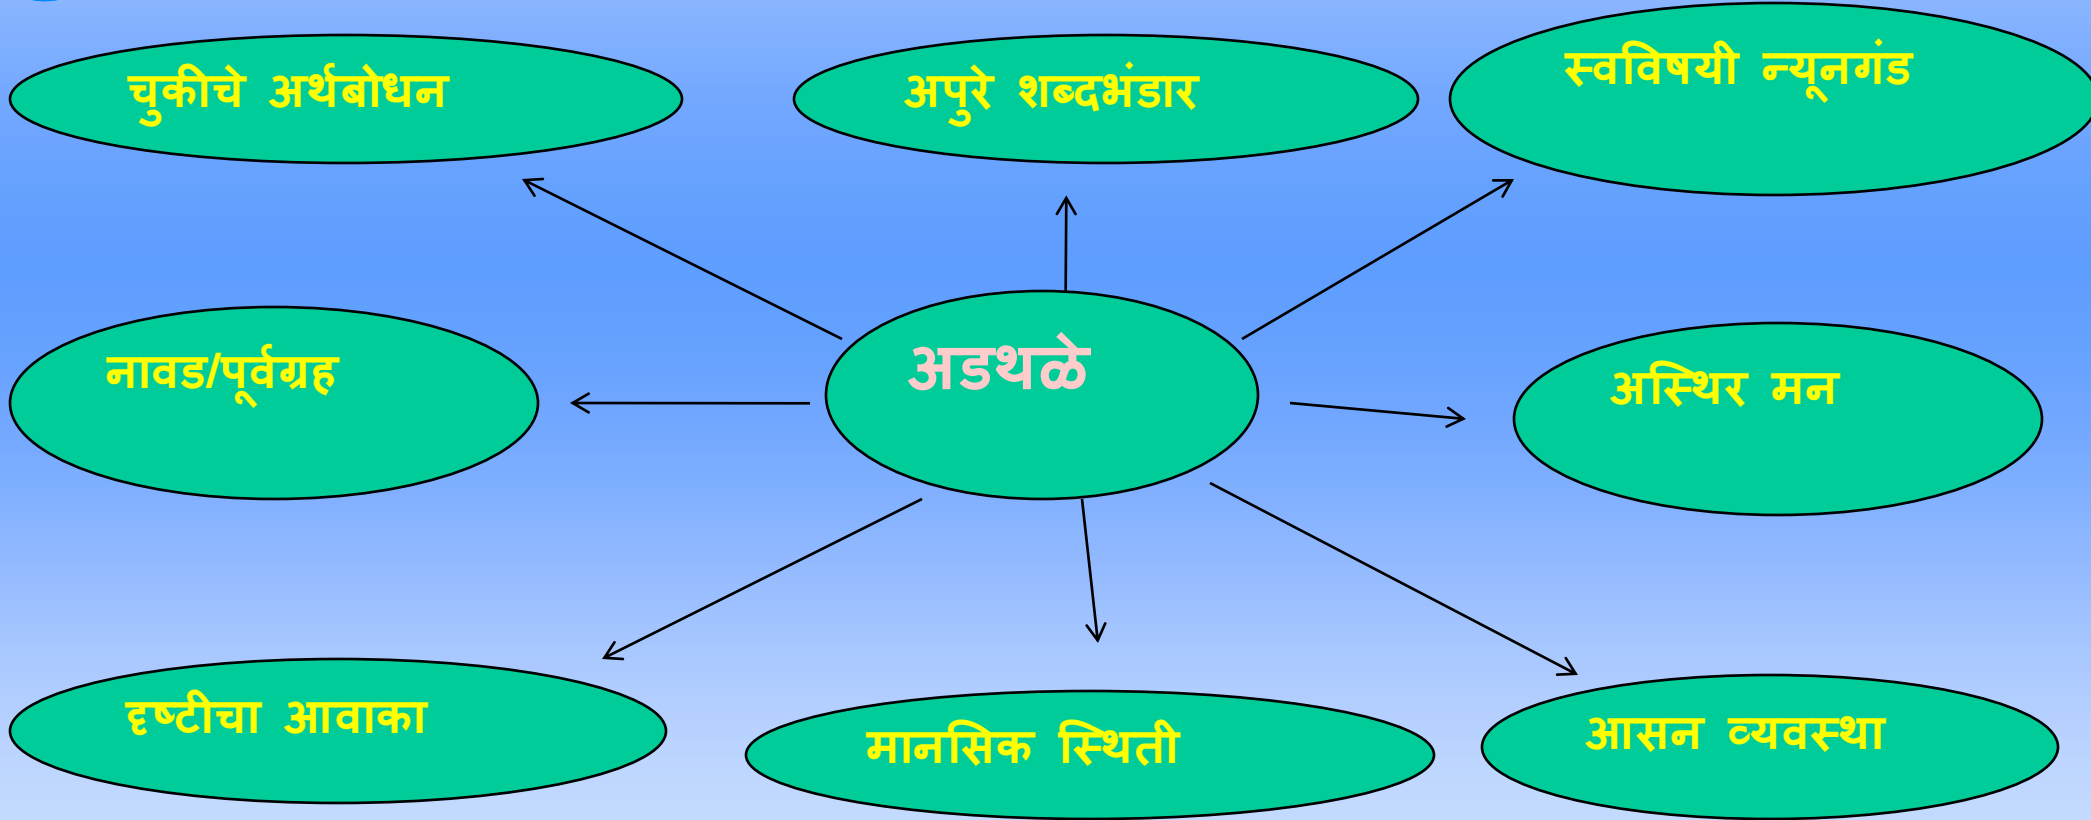 चुकीचे अर्थबोधन
अपुरे शब्दभंडार
स्वविषयी न्यूनगंड
नावड/पूर्वग्रह
अडथळे
अस्थिर मन
दृष्टीचा आवाका
मानसिक स्थिती
आसन व्यवस्था